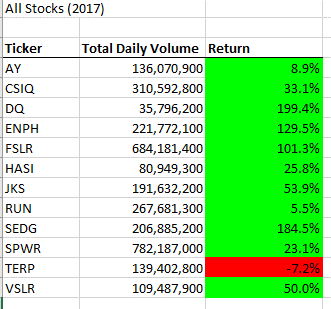 All Stocks (2017)
Ticker Total Daily Volume Return
AY 136,070,900 8.9%
CSIQ 310,592,800 33.1%
DQ 35,796,200 199.4%
ENPH 221,772,100 129.5%
FSLR 684,181,400 101.3%
HASI 80,949,300 25.8%
JKS 191,632,200 53.9%
RUN 267,681,300 5.5%
SEDG 206,885,200 184.5%
SPWR 782,187,000 23.1%
TERP 139,402,800 -7.2%
VSLR 109,487,900 50.0%